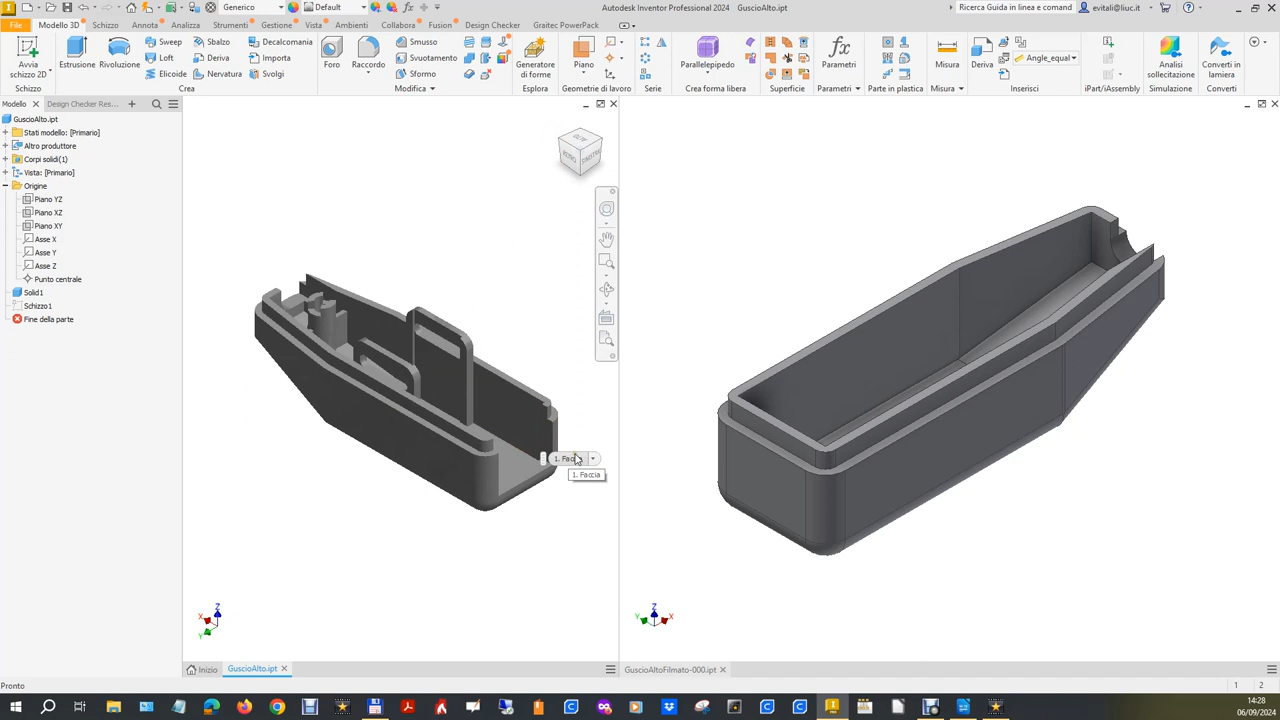 Generico
Default
Autodesk Inventor Professional 2024   GuscioAlto.ipt
Ricerca Guida in linea e comandi
evitali@liuc.it
File
Modello 3D
Schizzo
Annota
Analizza
Strumenti
Gestione
Vista
Ambienti
Collabora
Fusion
Design Checker
Graitec PowerPack
Avvia
schizzo 2D
Estrusione
Rivoluzione
Sweep
Loft
Elicoide
Sbalzo
Deriva
Nervatura
Decalcomania
Importa
Svolgi
Foro
Raccordo
Smusso
Svuotamento
Sformo
Generatore
di forme
Piano
Parallelepipedo
Parametri
Misura
Deriva
Angle_equal
Analisi
sollecitazione
Converti in
lamiera
Schizzo
Crea
Modifica
Esplora
Geometrie di lavoro
Serie
Crea forma libera
Superficie
Parametri
Parte in plastica
Misura
Inserisci
iPart/iAssembly
Simulazione
Converti
Modello
Design Checker Res...
GuscioAlto.ipt
Stati modello: [Primario]
Altro produttore
Corpi solidi(1)
Vista: [Primario]
Origine
Piano YZ
Piano XZ
Piano XY
Asse X
Asse Y
Asse Z
Punto centrale
Solid1
Schizzo1
Fine della parte
1. Faccia
1. Faccia
Z
X
Y
Z
Y
X
Inizio
GuscioAlto.ipt
GuscioAltoFilmato-000.ipt
Pronto
1
2
14:28
06/09/2024